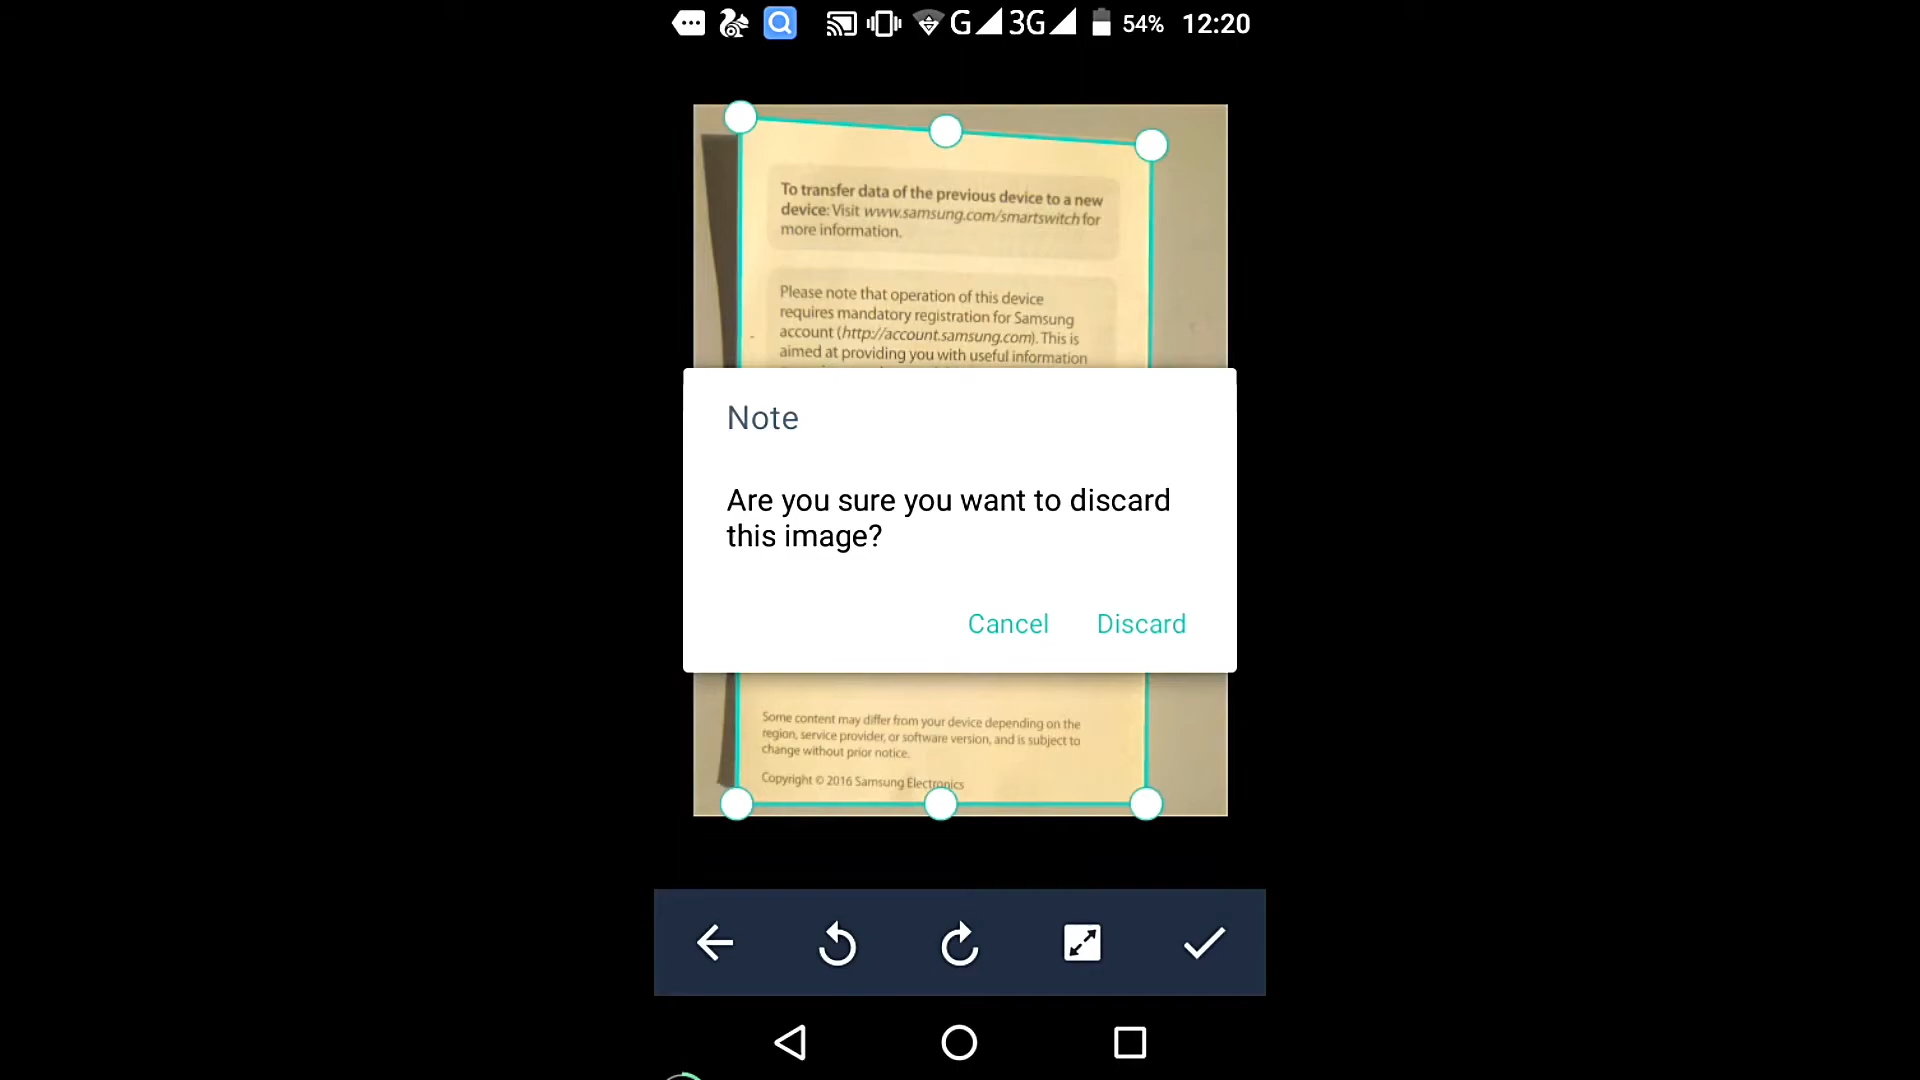 G 3G 54% 12:20
To transfer data of the previous device to a new
device: Visit www.samsung.com/smartswitch for
more information.
Please note that operation of this device
requires mandatory registration for Samsung
account (http://account.samsung.com). This is
aimed at providing you with useful information
Note
Are you sure you want to discard
this image?
Cancel Discard
Some content may differ from your device depending on the
region, service provider, or software version, and is subject to
change without prior notice.
Copyright © 2016 Samsung Electronics